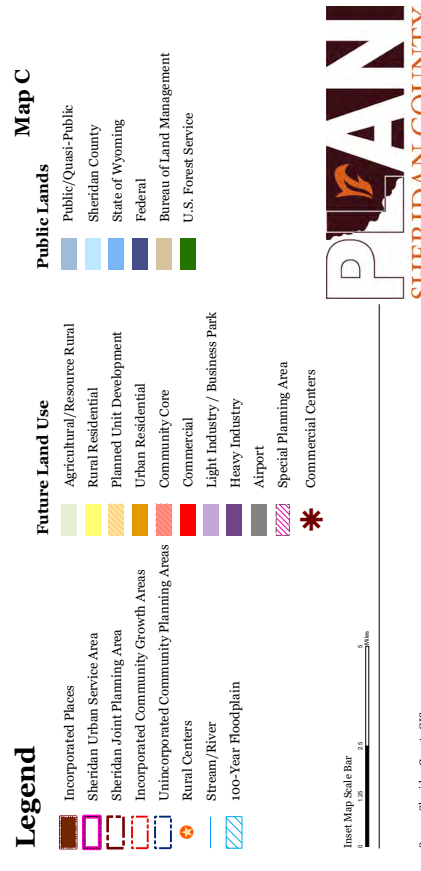 Legend
Incorporated Places
Sheridan Urban Service Area
Sheridan Joint Planning Area
Incorporated Community Growth Areas
Unincorporated Community Planning Areas
Rural Centers
Stream/River
100-Year Floodplain
Future Land Use
Agricultural/Resource Rural
Rural Residential
Planned Unit Development
Urban Residential
Community Core
Commercial
Light Industry / Business Park
Heavy Industry
Airport
Special Planning Area
Commercial Centers
Map C
Public Lands
Public/Quasi-Public
Sheridan County
State of Wyoming
Federal
Bureau of Land Management
U.S. Forest Service
Inset Map Scale Bar
0 1.25 2.5 5
Miles
PLAN
SHERIDAN COUNTY